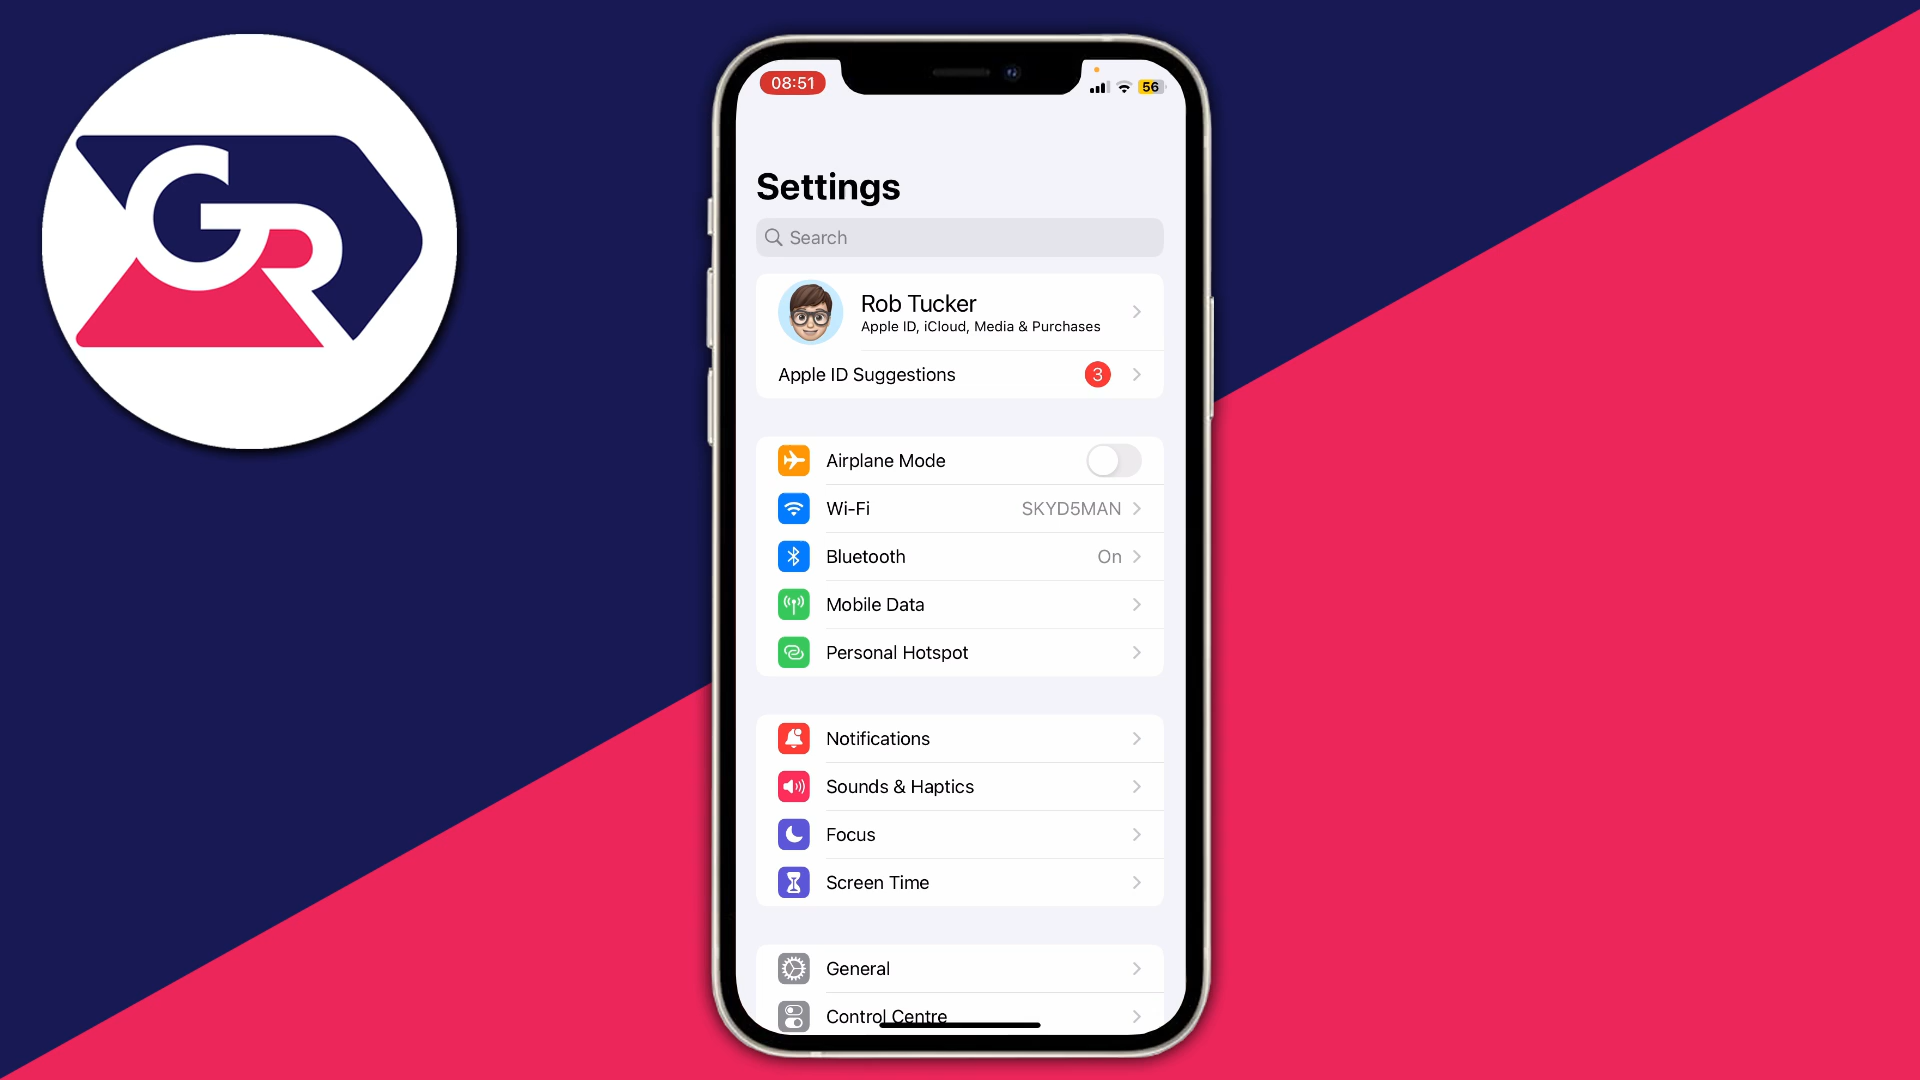 GR
08:51
56
Settings
Search
Rob Tucker
Apple ID, iCloud, Media & Purchases
Apple ID Suggestions 3
Airplane Mode
Wi-Fi SKYD5MAN
Bluetooth On
Mobile Data
Personal Hotspot
Notifications
Sounds & Haptics
Focus
Screen Time
General
Control Centre